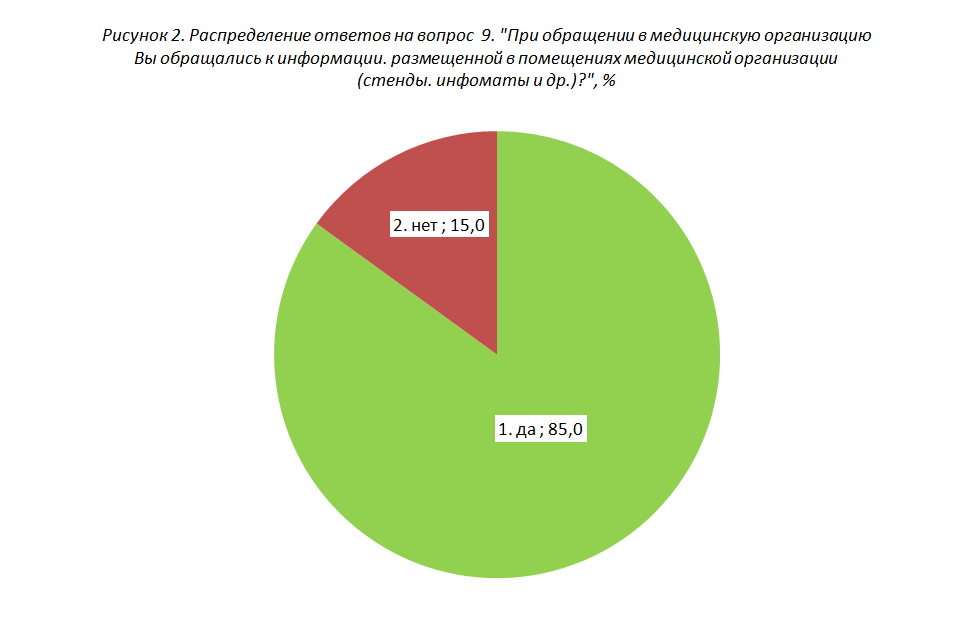 Рисунок 2. Распределение ответов на вопрос 9. "При обращении в медицинскую организацию
Вы обращались к информации. размещенной в помещениях медицинской организации
(стенды. инфоматы и др.)?", %
2. нет ; 15,0
1. да ; 85,0